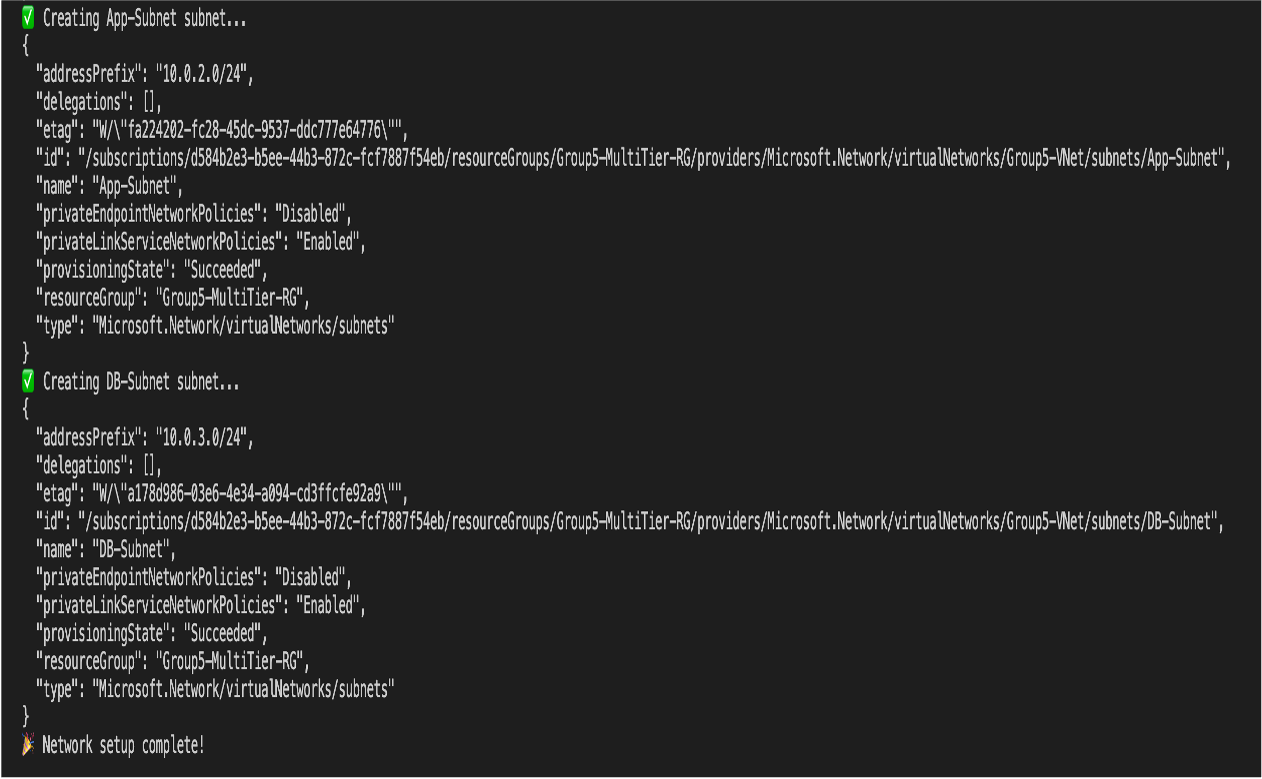 ✅ Creating App-Subnet subnet...
{
  "addressPrefix": "10.0.2.0/24",
  "delegations": [],
  "etag": "W/\"fa224202-fc28-45dc-9537-ddc777e64776\"",
  "id": "/subscriptions/d584b2e3-b5ee-44b3-872c-fcf7887f54eb/resourceGroups/Group5-MultiTier-RG/providers/Microsoft.Network/virtualNetworks/Group5-VNet/subnets/App-Subnet",
  "name": "App-Subnet",
  "privateEndpointNetworkPolicies": "Disabled",
  "privateLinkServiceNetworkPolicies": "Enabled",
  "provisioningState": "Succeeded",
  "resourceGroup": "Group5-MultiTier-RG",
  "type": "Microsoft.Network/virtualNetworks/subnets"
}
✅ Creating DB-Subnet subnet...
{
  "addressPrefix": "10.0.3.0/24",
  "delegations": [],
  "etag": "W/\"a178d986-03e6-4e34-a094-cd3ffcfe92a9\"",
  "id": "/subscriptions/d584b2e3-b5ee-44b3-872c-fcf7887f54eb/resourceGroups/Group5-MultiTier-RG/providers/Microsoft.Network/virtualNetworks/Group5-VNet/subnets/DB-Subnet",
  "name": "DB-Subnet",
  "privateEndpointNetworkPolicies": "Disabled",
  "privateLinkServiceNetworkPolicies": "Enabled",
  "provisioningState": "Succeeded",
  "resourceGroup": "Group5-MultiTier-RG",
  "type": "Microsoft.Network/virtualNetworks/subnets"
}
🎉 Network setup complete!